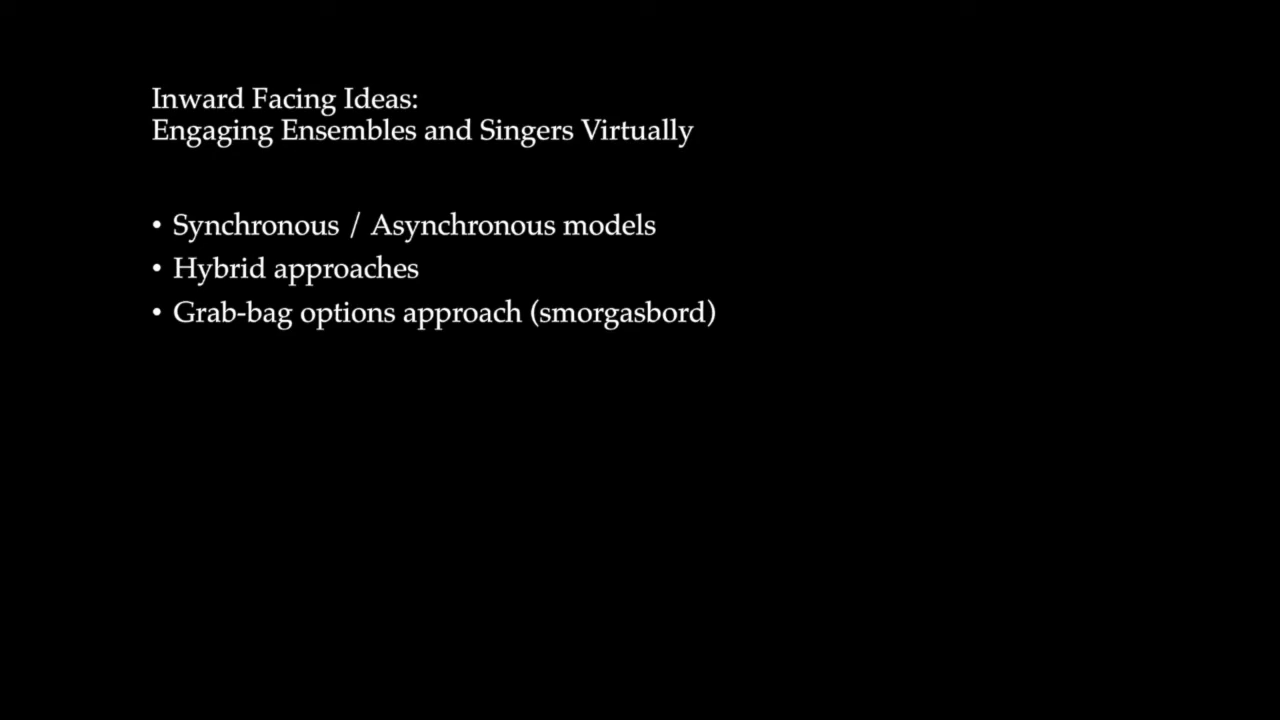 Inward Facing Ideas:
Engaging Ensembles and Singers Virtually
• Synchronous / Asynchronous models
• Hybrid approaches
• Grab-bag options approach (smorgasbord)